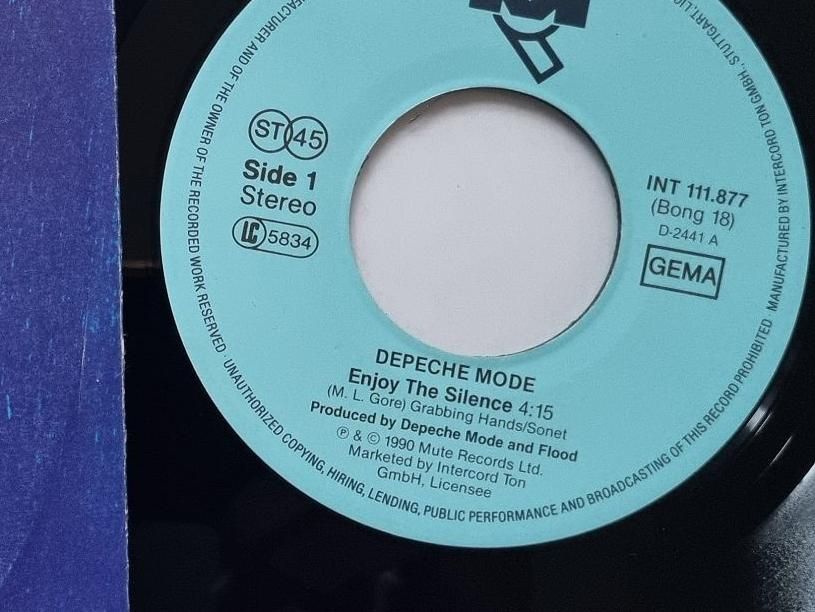 ST 45
Side 1
Stereo
LC 5834
INT 111.877
(Bong 18)
D-2441 A
GEMA
DEPECHE MODE
Enjoy The Silence 4:15
(M. L. Gore) Grabbing Hands/Sonet
Produced by Depeche Mode and Flood
℗ & © 1990 Mute Records Ltd.
Marketed by Intercord Ton
GmbH, Licensee
AND OF THE OWNER OF THE RECORDED WORK RESERVED · UNAUTHORIZED COPYING, HIRING, LENDING, PUBLIC PERFORMANCE AND BROADCASTING OF THIS RECORD PROHIBITED · MANUFACTURED BY INTERCORD TON GMBH., STUTTGART,